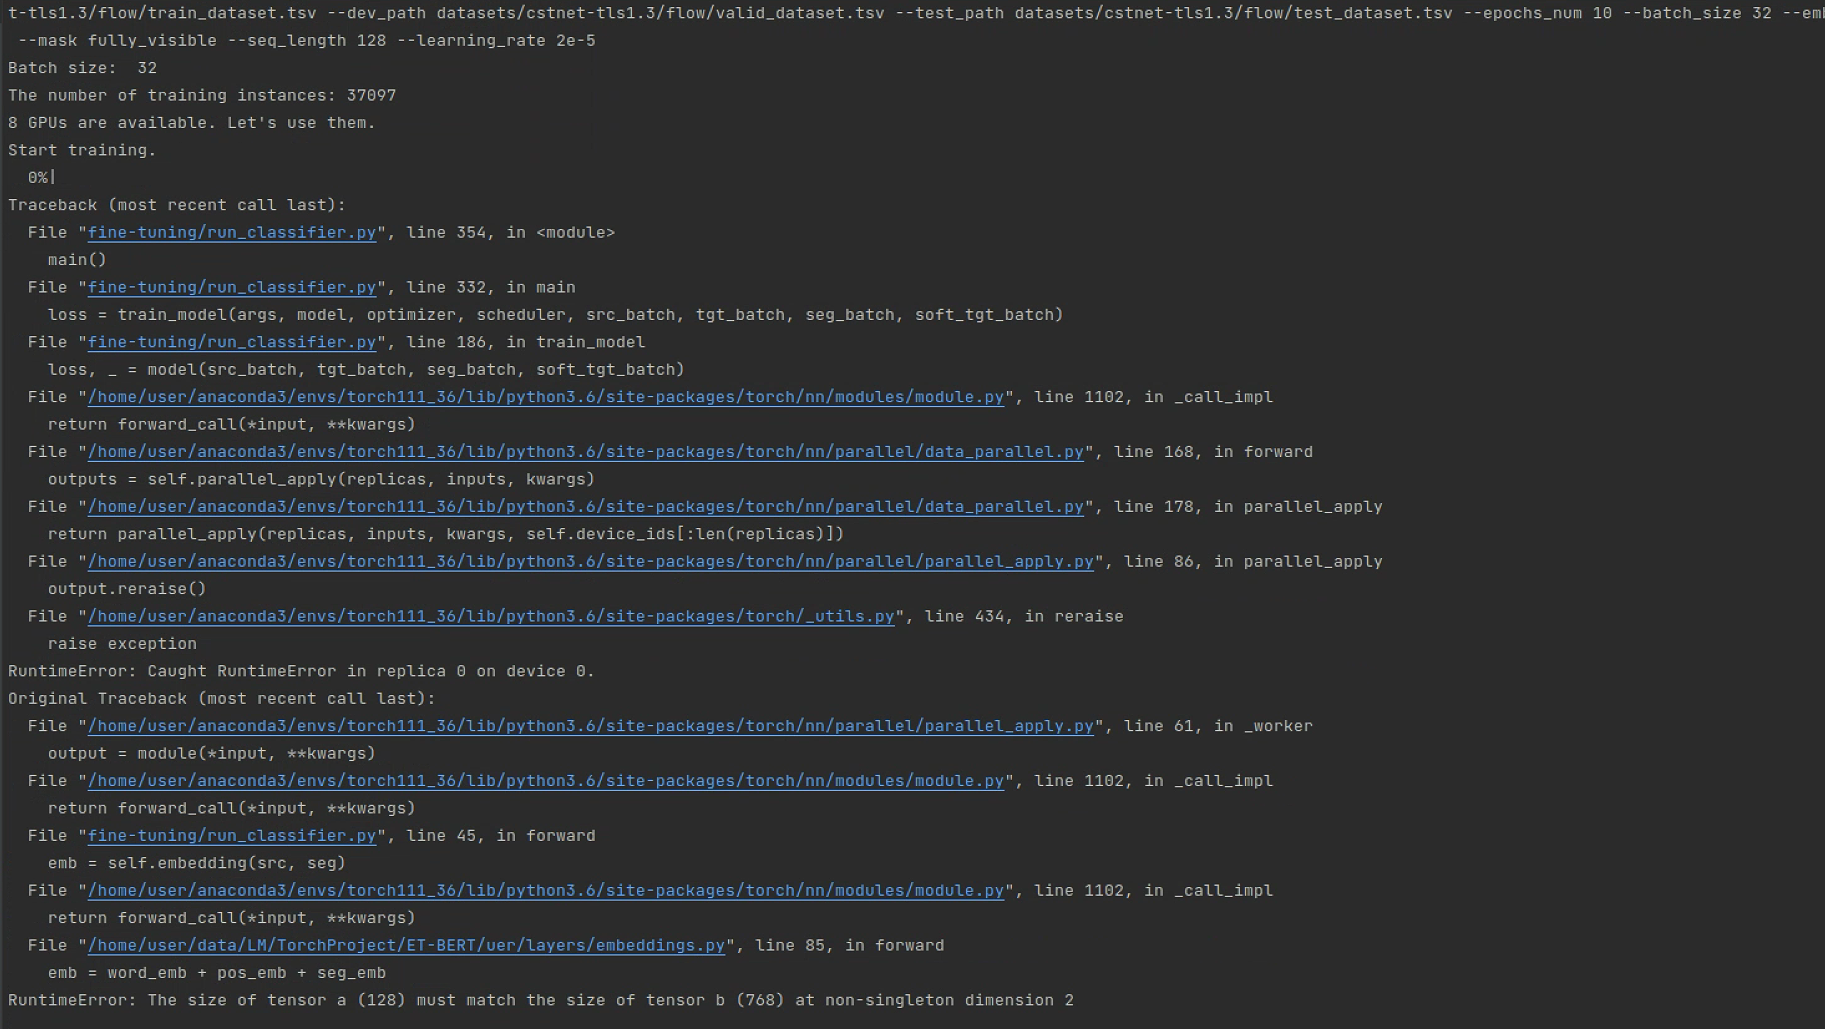 t-tls1.3/flow/train_dataset.tsv --dev_path datasets/cstnet-tls1.3/flow/valid_dataset.tsv --test_path datasets/cstnet-tls1.3/flow/test_dataset.tsv --epochs_num 10 --batch_size 32 --emb
--mask fully_visible --seq_length 128 --learning_rate 2e-5
Batch size:  32
The number of training instances: 37097
8 GPUs are available. Let's use them.
Start training.
  0%|
Traceback (most recent call last):
  File "fine-tuning/run_classifier.py", line 354, in <module>
    main()
  File "fine-tuning/run_classifier.py", line 332, in main
    loss = train_model(args, model, optimizer, scheduler, src_batch, tgt_batch, seg_batch, soft_tgt_batch)
  File "fine-tuning/run_classifier.py", line 186, in train_model
    loss, _ = model(src_batch, tgt_batch, seg_batch, soft_tgt_batch)
  File "/home/user/anaconda3/envs/torch111_36/lib/python3.6/site-packages/torch/nn/modules/module.py", line 1102, in _call_impl
    return forward_call(*input, **kwargs)
  File "/home/user/anaconda3/envs/torch111_36/lib/python3.6/site-packages/torch/nn/parallel/data_parallel.py", line 168, in forward
    outputs = self.parallel_apply(replicas, inputs, kwargs)
  File "/home/user/anaconda3/envs/torch111_36/lib/python3.6/site-packages/torch/nn/parallel/data_parallel.py", line 178, in parallel_apply
    return parallel_apply(replicas, inputs, kwargs, self.device_ids[:len(replicas)])
  File "/home/user/anaconda3/envs/torch111_36/lib/python3.6/site-packages/torch/nn/parallel/parallel_apply.py", line 86, in parallel_apply
    output.reraise()
  File "/home/user/anaconda3/envs/torch111_36/lib/python3.6/site-packages/torch/_utils.py", line 434, in reraise
    raise exception
RuntimeError: Caught RuntimeError in replica 0 on device 0.
Original Traceback (most recent call last):
  File "/home/user/anaconda3/envs/torch111_36/lib/python3.6/site-packages/torch/nn/parallel/parallel_apply.py", line 61, in _worker
    output = module(*input, **kwargs)
  File "/home/user/anaconda3/envs/torch111_36/lib/python3.6/site-packages/torch/nn/modules/module.py", line 1102, in _call_impl
    return forward_call(*input, **kwargs)
  File "fine-tuning/run_classifier.py", line 45, in forward
    emb = self.embedding(src, seg)
  File "/home/user/anaconda3/envs/torch111_36/lib/python3.6/site-packages/torch/nn/modules/module.py", line 1102, in _call_impl
    return forward_call(*input, **kwargs)
  File "/home/user/data/LM/TorchProject/ET-BERT/uer/layers/embeddings.py", line 85, in forward
    emb = word_emb + pos_emb + seg_emb
RuntimeError: The size of tensor a (128) must match the size of tensor b (768) at non-singleton dimension 2